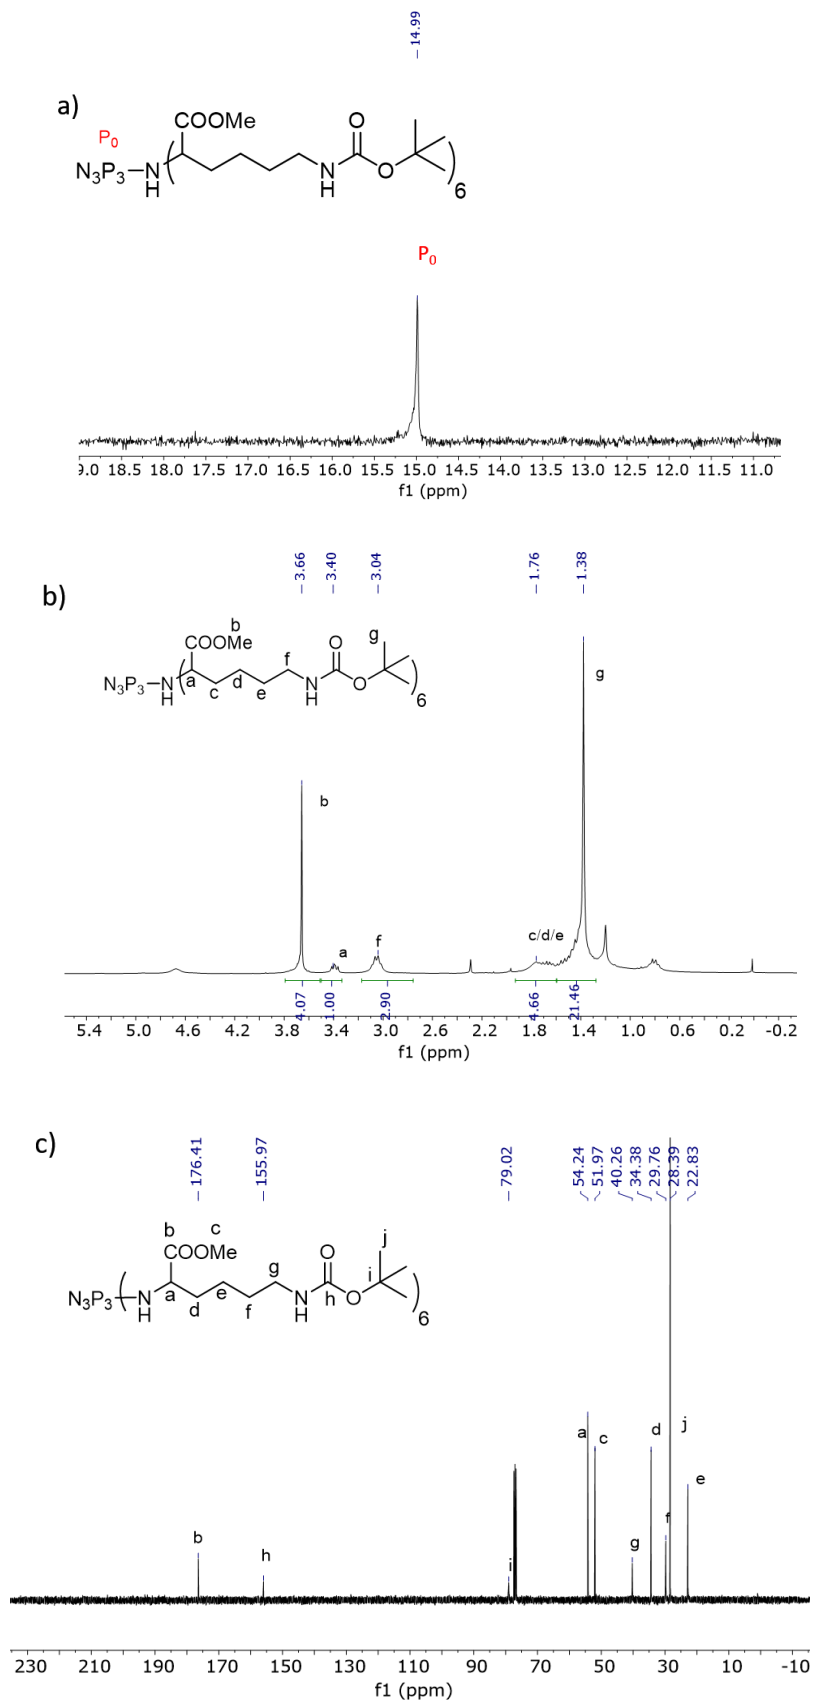 14.99
a)
COOMe
O
P0
N3P3
N
H
N
H
O
6
P0
9.0 18.5 18.0 17.5 17.0 16.5 16.0 15.5 15.0 14.5 14.0 13.5 13.0 12.5 12.0 11.5 11.0
f1 (ppm)
3.66
3.40
3.04
1.76
1.38
b)
b
COOMe
O
g
f
N3P3
N
H
a
c
d
e
N
H
O
6
g
b
c/d/e
a
f
4.07
1.00
2.90
4.66
21.46
5.4 5.0 4.6 4.2 3.8 3.4 3.0 2.6 2.2 1.8 1.4 1.0 0.6 0.2 -0.2
f1 (ppm)
c)
176.41
155.97
79.02
54.24
51.97
40.26
34.38
29.76
28.39
22.83
b
c
COOMe
O
j
g
i
N3P3
N
H
a
d
e
f
N
H
h
O
6
a
c
d
j
e
b
h
i
g
f
230 210 190 170 150 130 110 90 70 50 30 10 -10
f1 (ppm)